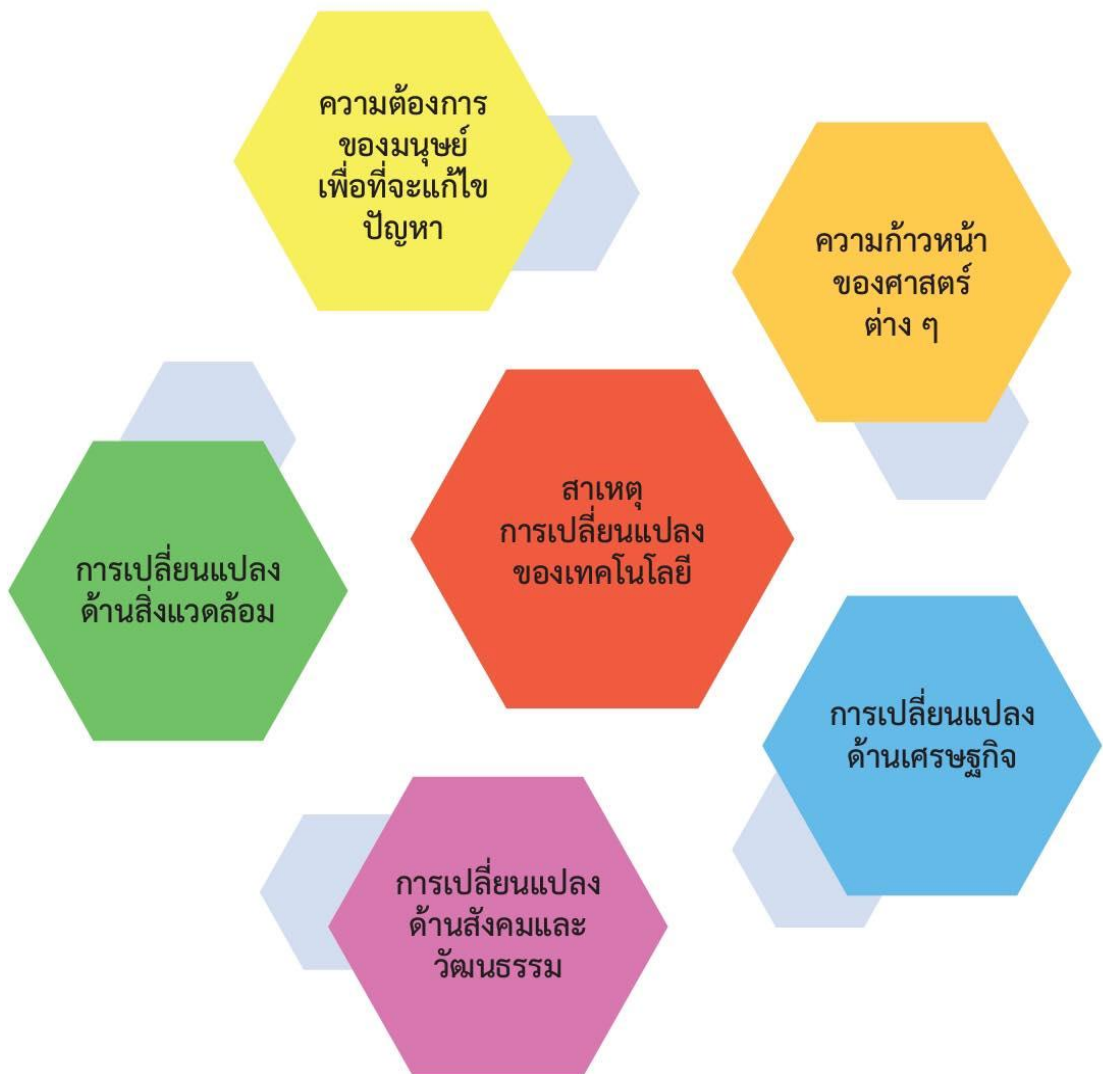 ความต้องการ
ของมนุษย์
เพื่อที่จะแก้ไข
ปัญหา
ความก้าวหน้า
ของศาสตร์
ต่าง ๆ
สาเหตุ
การเปลี่ยนแปลง
ของเทคโนโลยี
การเปลี่ยนแปลง
ด้านสิ่งแวดล้อม
การเปลี่ยนแปลง
ด้านเศรษฐกิจ
การเปลี่ยนแปลง
ด้านสังคมและ
วัฒนธรรม